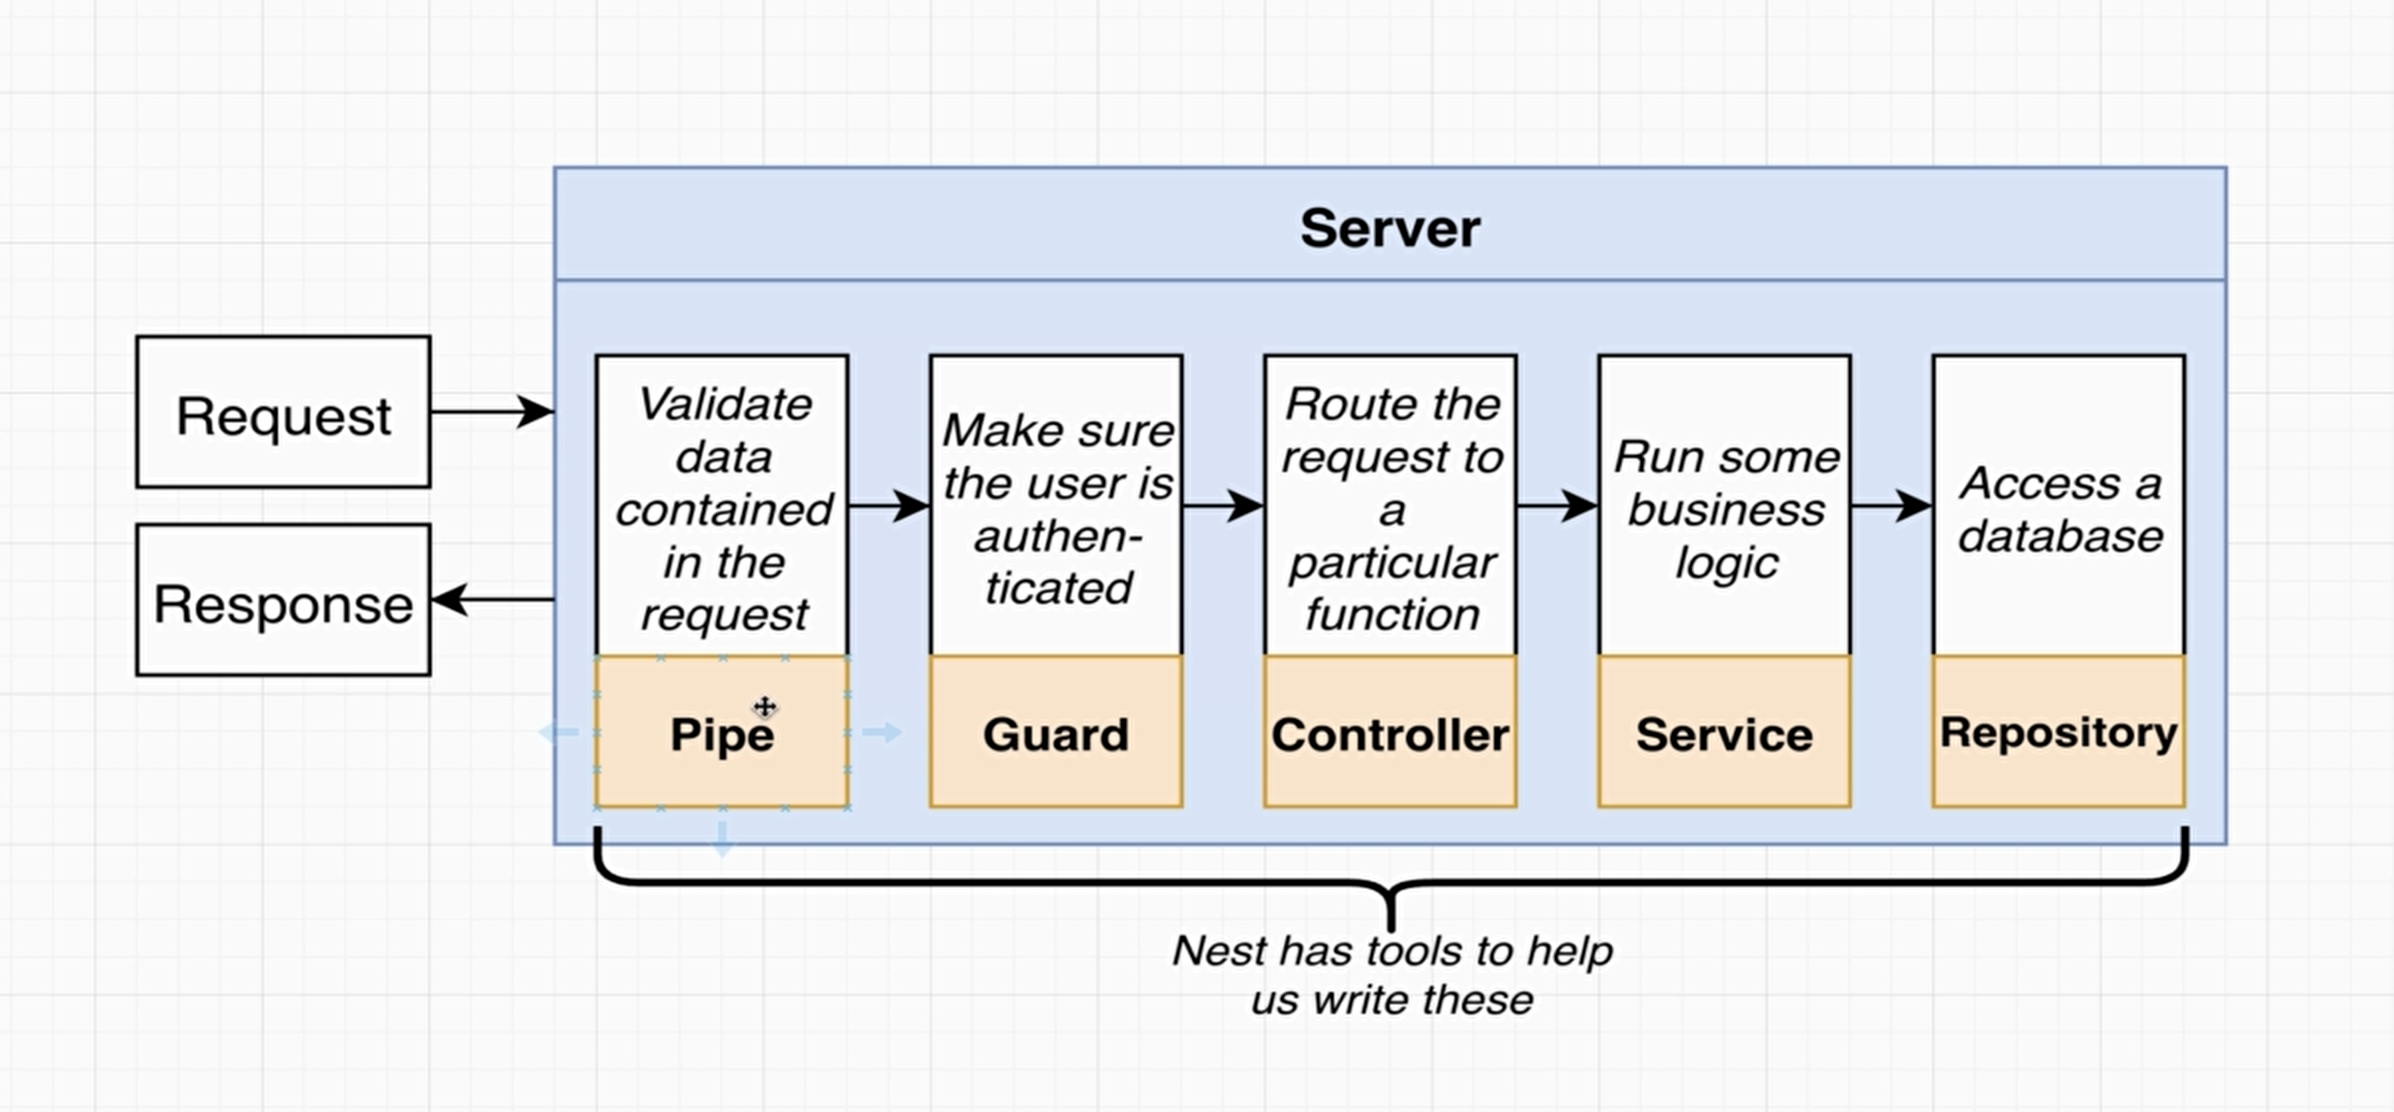 Server
Request
Response
Validate
data
contained
in the
request
Pipe
Make sure
the user is
authen-
ticated
Guard
Route the
request to
a
particular
function
Controller
Run some
business
logic
Service
Access a
database
Repository
Nest has tools to help
us write these